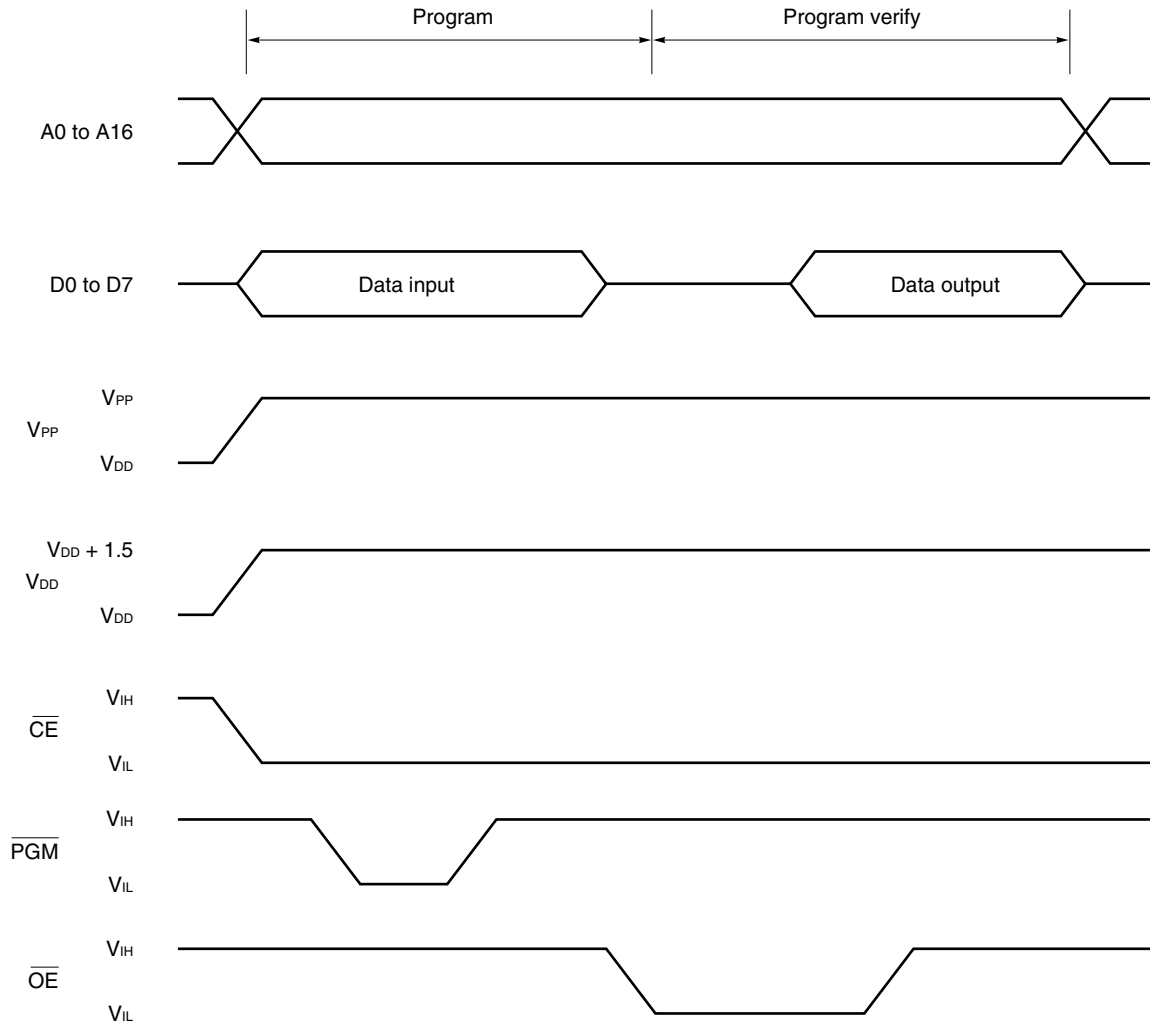 Program
Program verify
A0 to A16
D0 to D7
Data input
Data output
VPP
VPP
VDD
VDD + 1.5
VDD
VDD
VIH
CE
VIL
VIH
PGM
VIL
VIH
OE
VIL